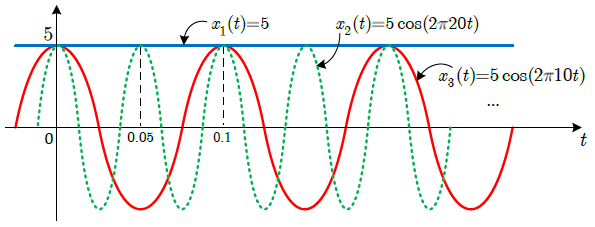 x₁(t)=5
x₂(t)=5 cos(2π20t)
5
x₃(t)=5 cos(2π10t)
...
0
0.05
0.1
t